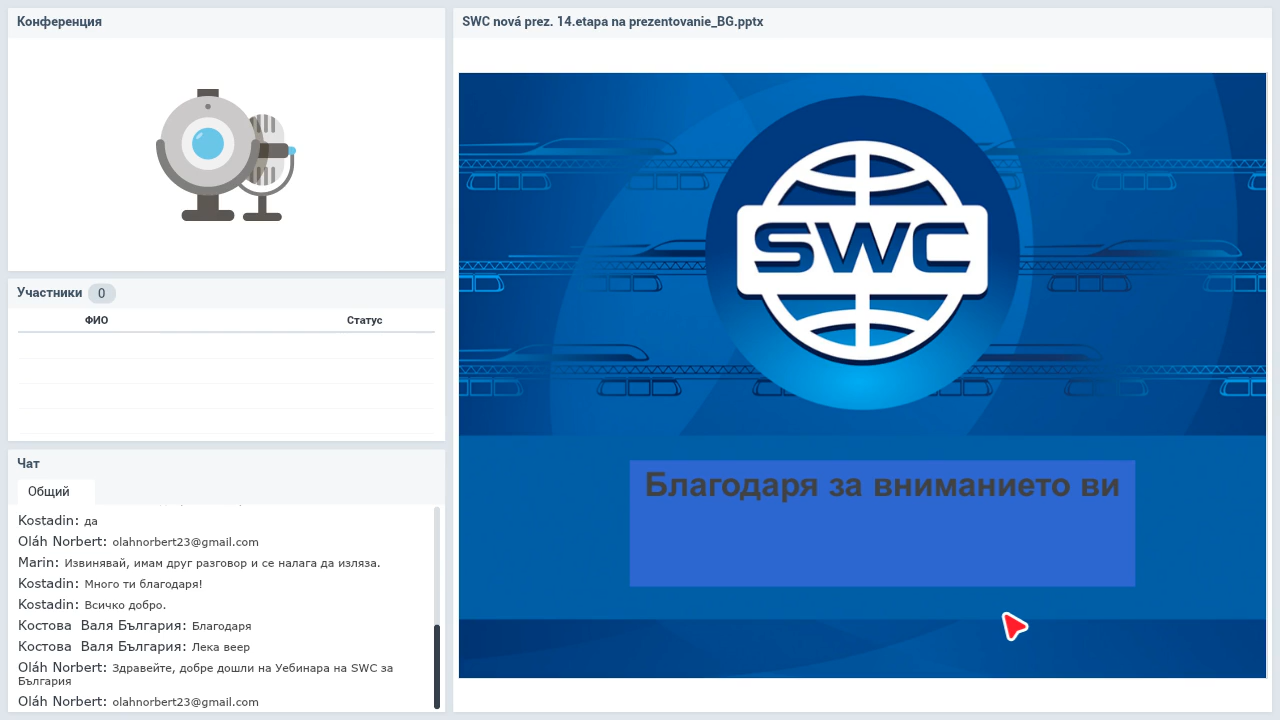 Конференция
SWC nová prez. 14.etapa na prezentovanie_BG.pptx
SWC
Благодаря за вниманието ви
Участники 0
ФИО Статус
Чат
Общий
Kostadin: да
Oláh Norbert: olahnorbert23@gmail.com
Marin: Извинявай, имам друг разговор и се налага да изляза.
Kostadin: Много ти благодаря!
Kostadin: Всичко добро.
Костова Валя България: Благодаря
Костова Валя България: Лека веер
Oláh Norbert: Здравейте, добре дошли на Уебинара на SWC за
България
Oláh Norbert: olahnorbert23@gmail.com